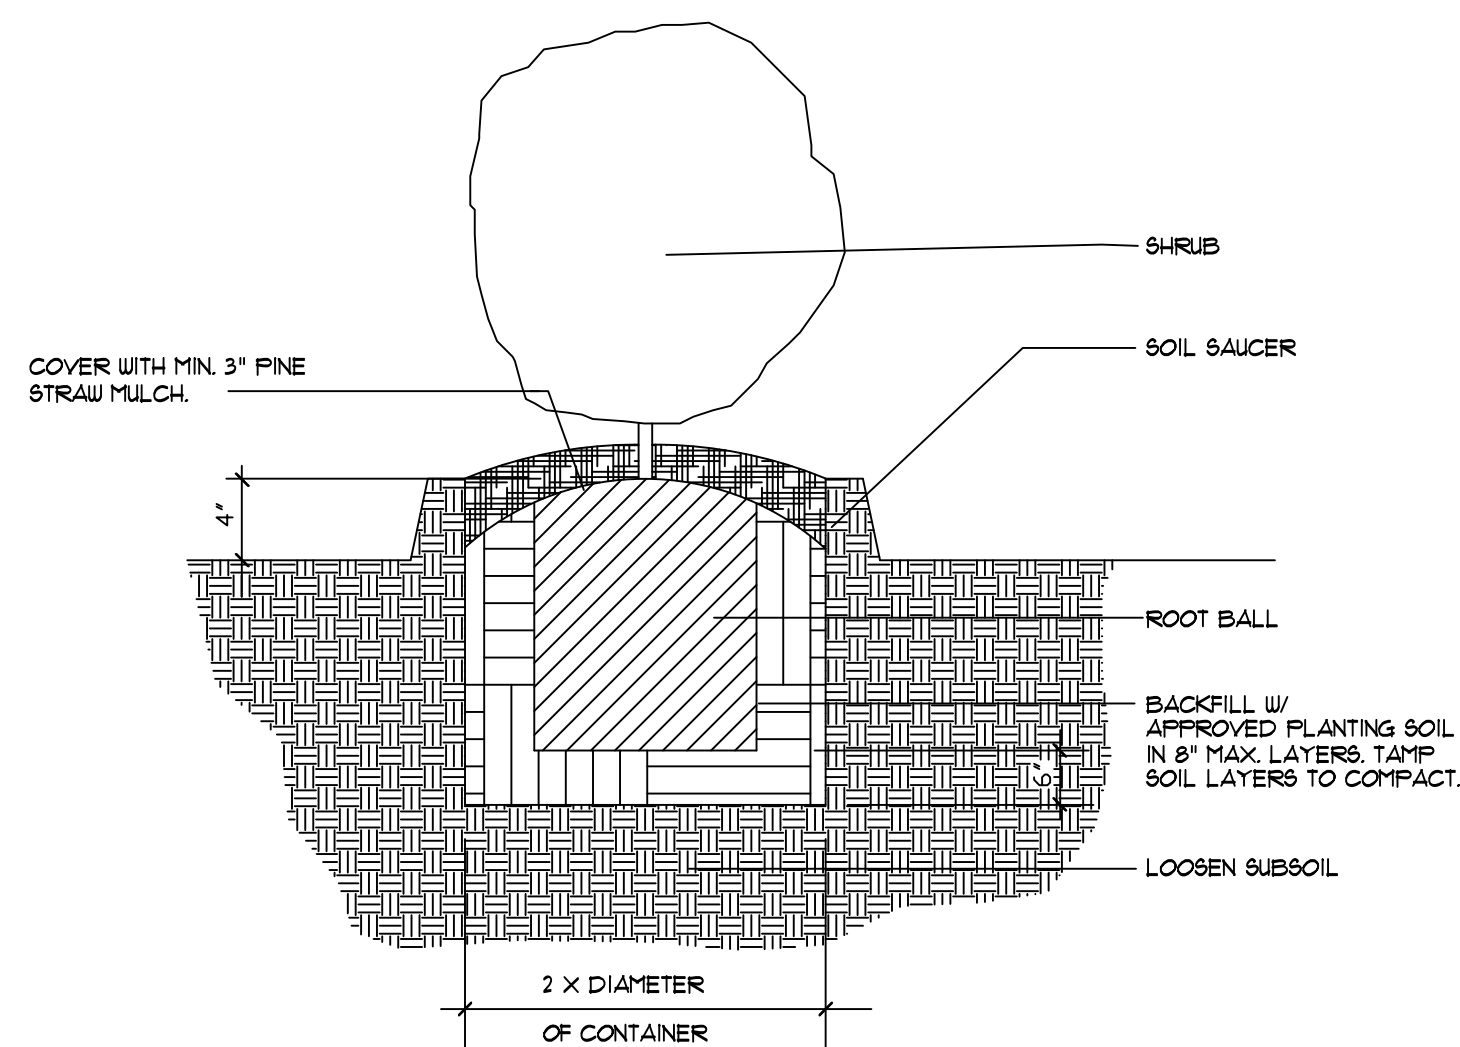 SHRUB
SOIL SAUCER
COVER WITH MIN. 3" PINE
STRAW MULCH.
4"
ROOT BALL
BACKFILL W/
APPROVED PLANTING SOIL
IN 8" MAX. LAYERS. TAMP
SOIL LAYERS TO COMPACT.
6"
LOOSEN SUBSOIL
2 X DIAMETER
OF CONTAINER